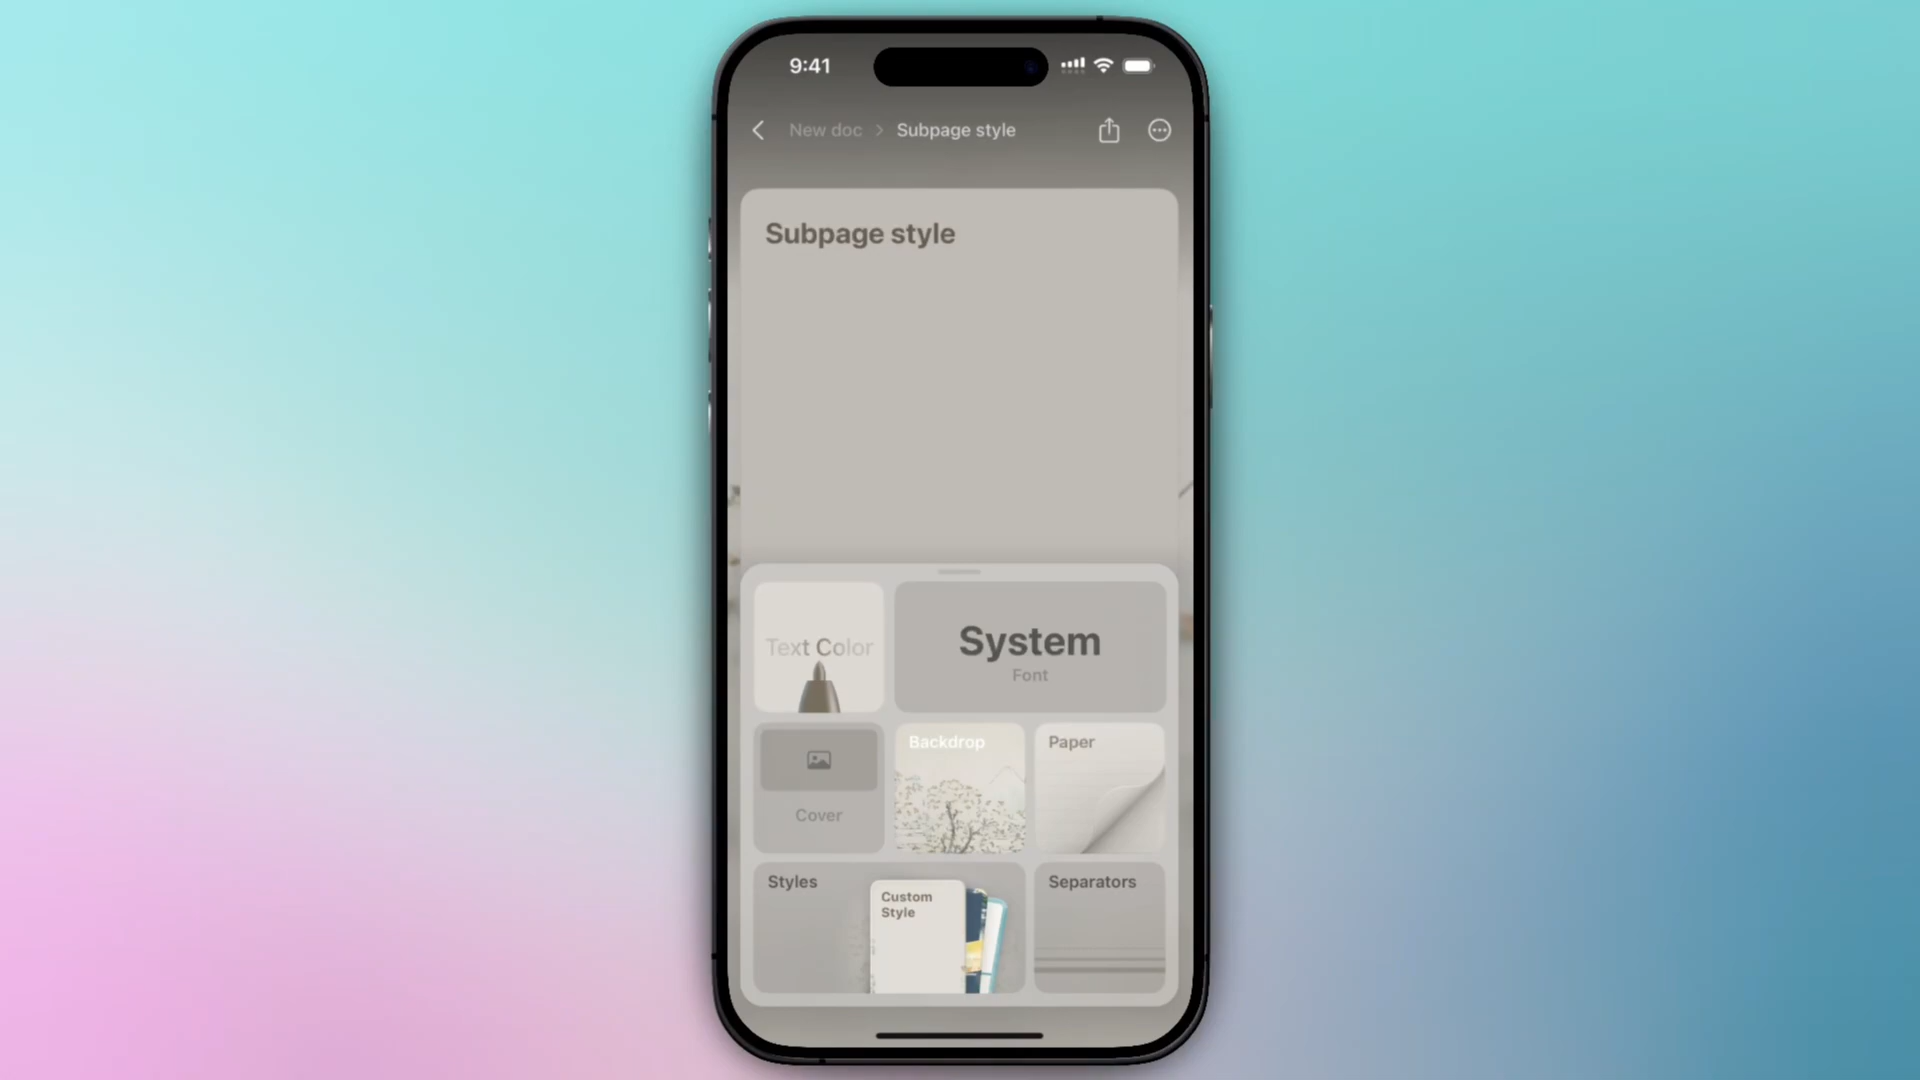 9:41
New doc > Subpage style
Subpage style
Text Color
System
Font
Cover
Backdrop
Paper
Styles
Custom
Style
Separators